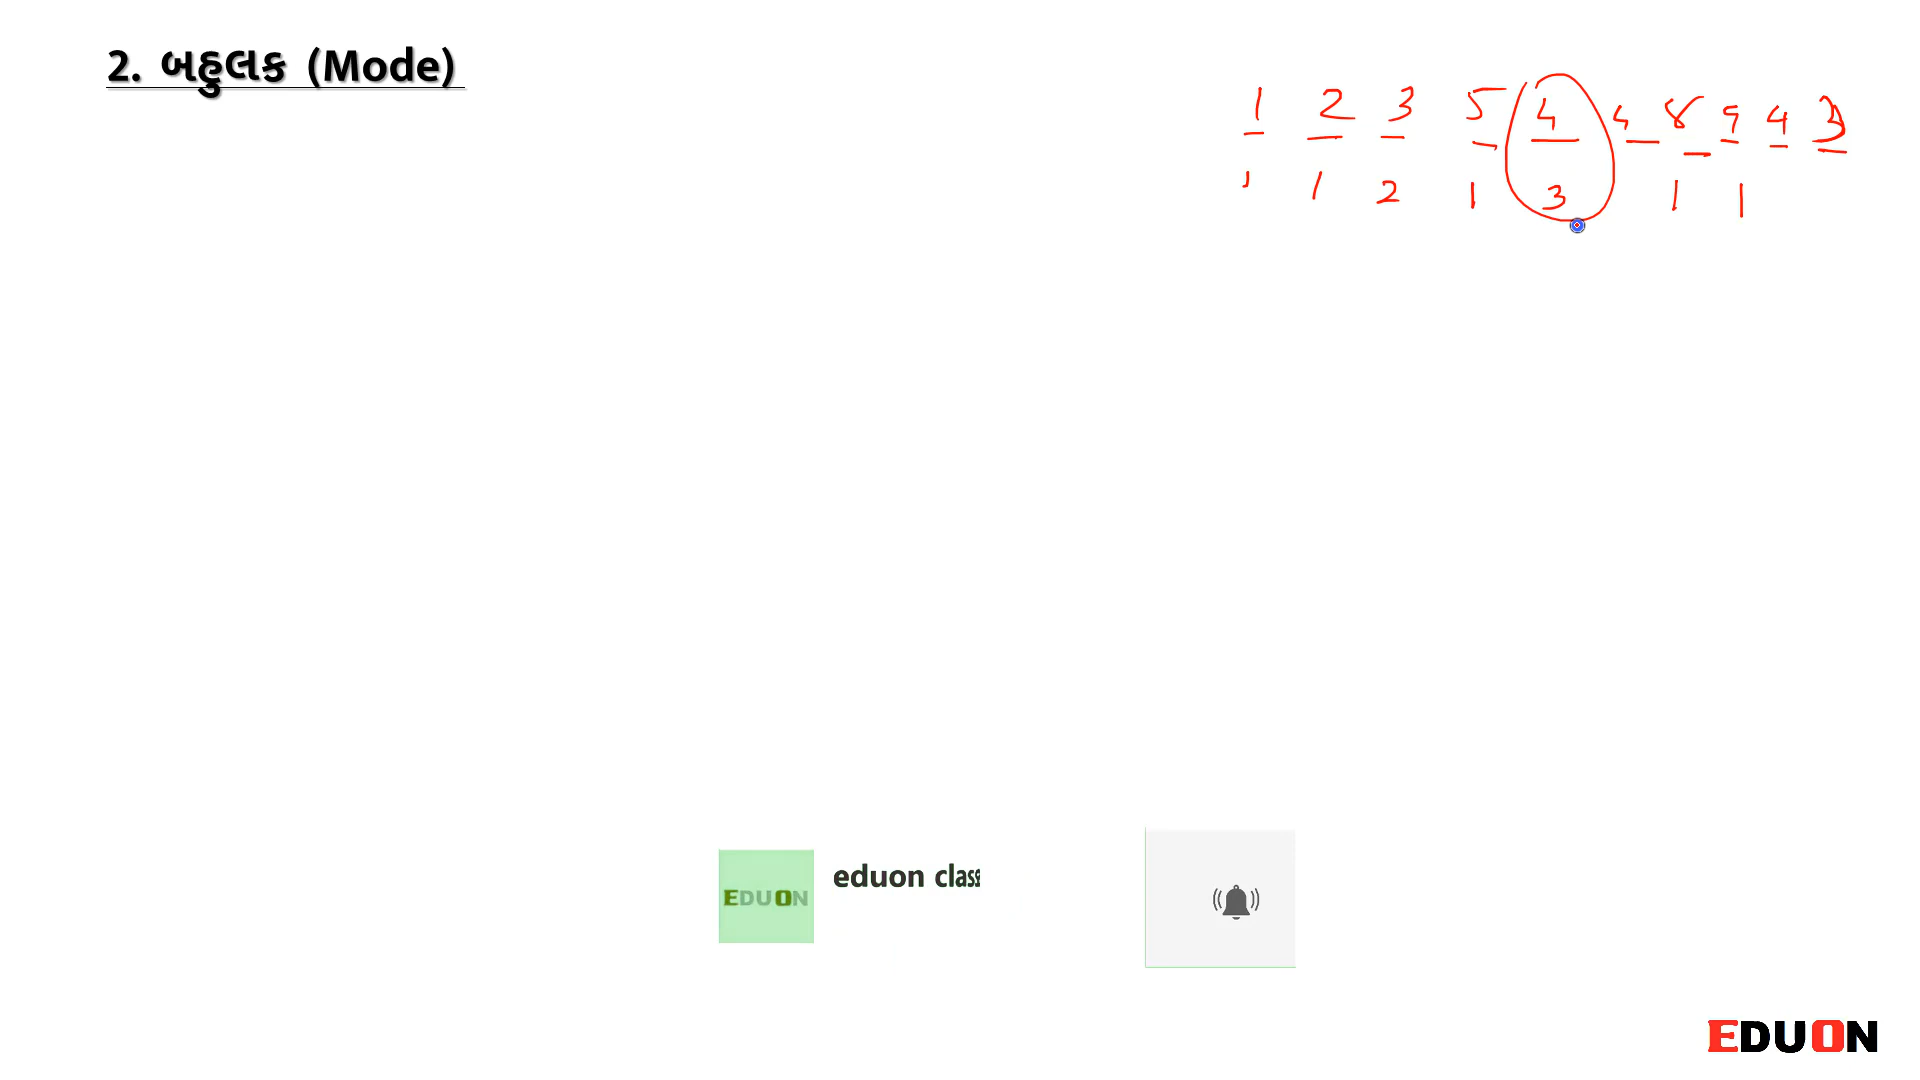 2. બહુલક (Mode)
1 2 3 5 4 4 8 9 4 3
1 1 2 1 3 1 1
EDUON
eduon class
EDUON